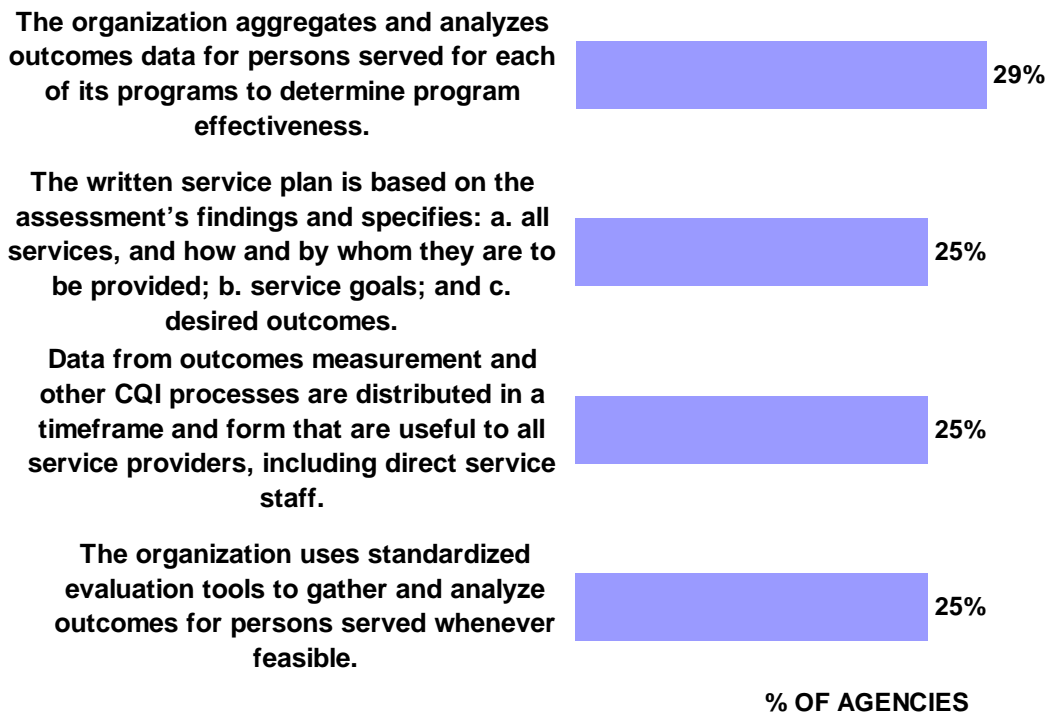 The organization aggregates and analyzes
outcomes data for persons served for each
of its programs to determine program
effectiveness.
29%
The written service plan is based on the
assessment’s findings and specifies: a. all
services, and how and by whom they are to
be provided; b. service goals; and c.
desired outcomes.
25%
Data from outcomes measurement and
other CQI processes are distributed in a
timeframe and form that are useful to all
service providers, including direct service
staff.
25%
The organization uses standardized
evaluation tools to gather and analyze
outcomes for persons served whenever
feasible.
25%
% OF AGENCIES